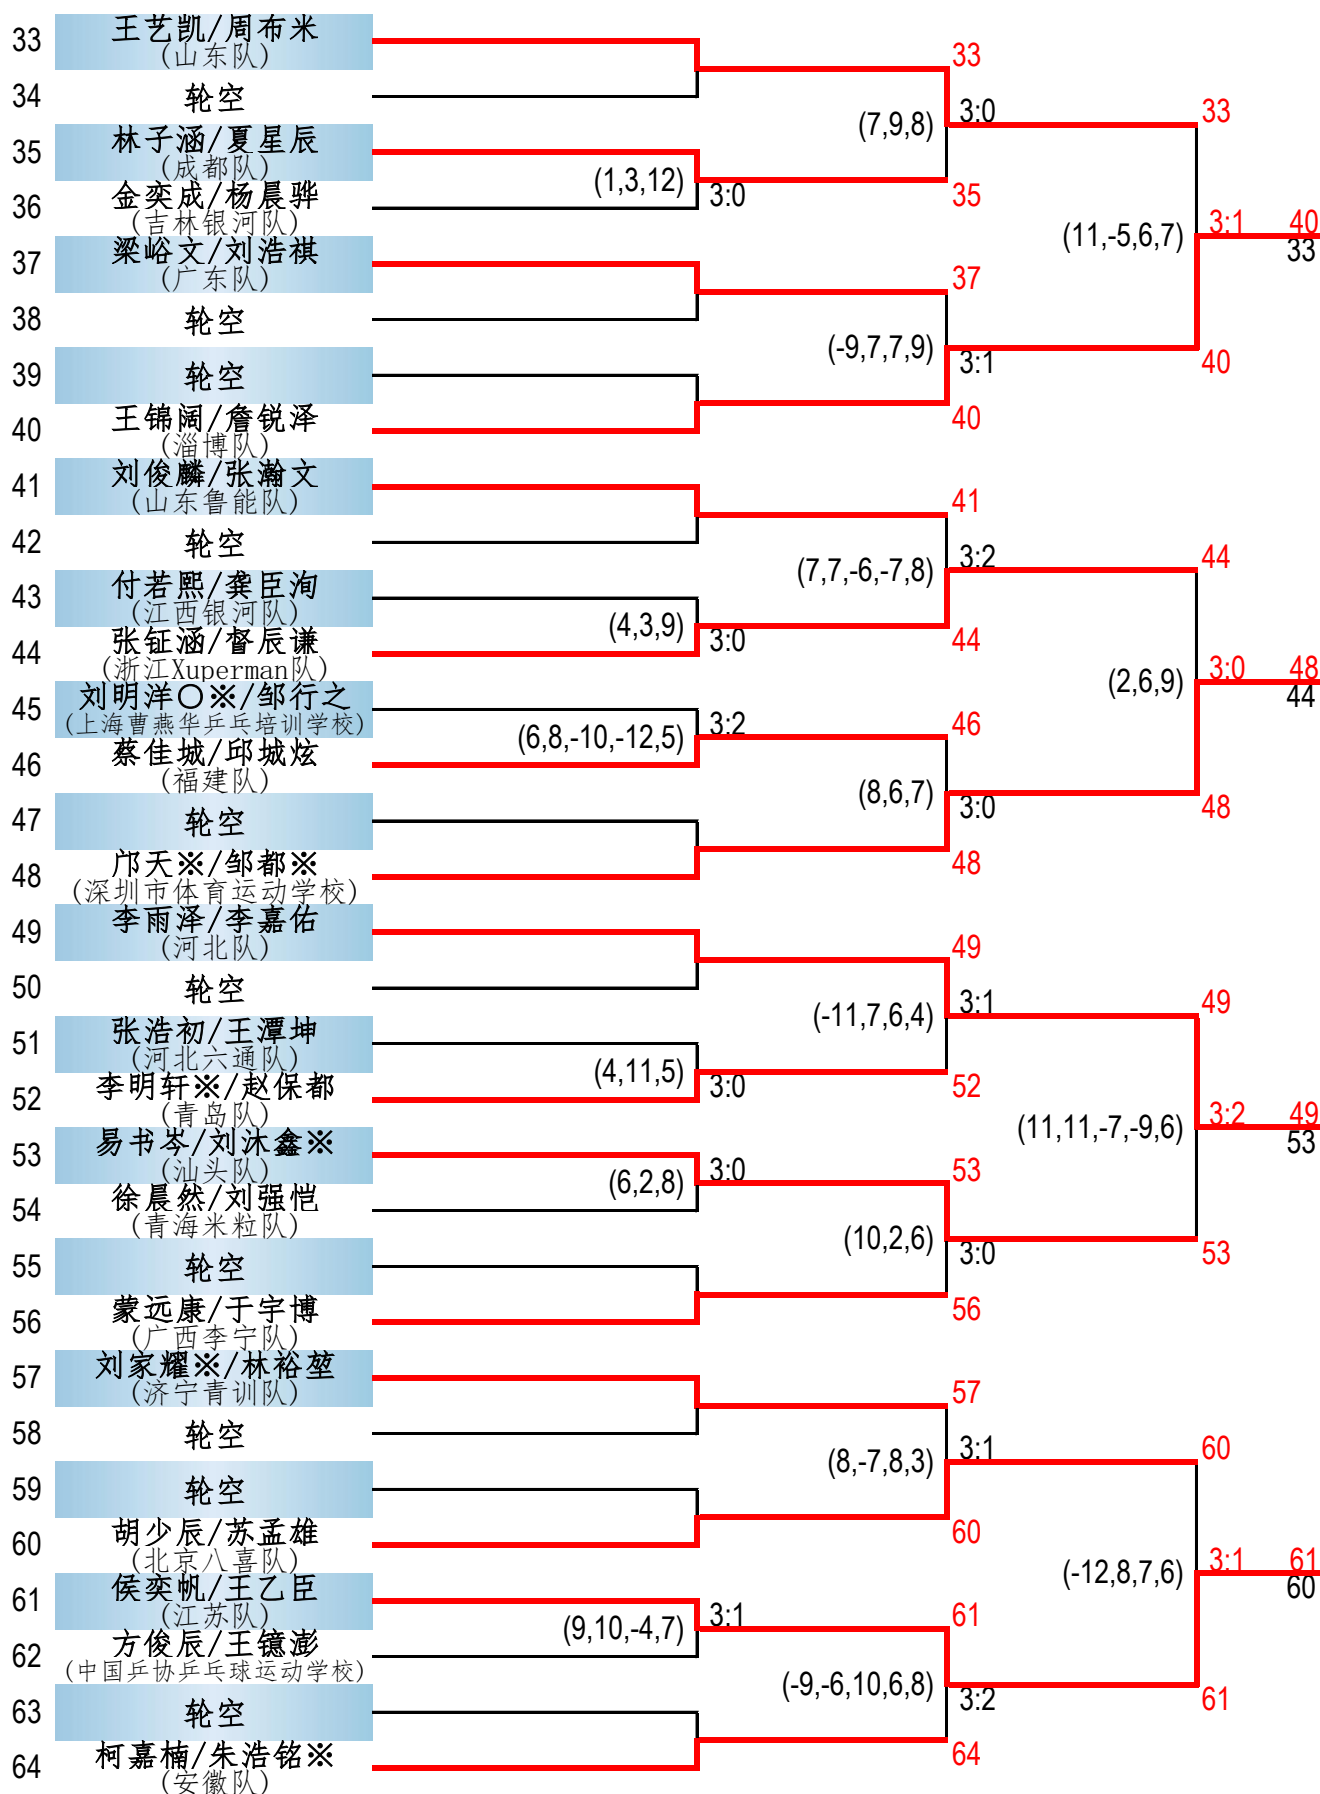 33 王艺凯/周布米
(山东队)
33
34 轮空
(7,9,8) 3:0 33
35 林子涵/夏星辰
(成都队)
(1,3,12) 3:0 35
36 金奕成/杨晨骅
(吉林银河队)
(11,-5,6,7) 3:1 40
33
37 梁峪文/刘浩祺
(广东队)
37
38 轮空
(-9,7,7,9) 3:1 40
39 轮空
40
40 王锦阔/詹锐泽
(淄博队)
41 刘俊麟/张瀚文
(山东鲁能队)
41
42 轮空
(7,7,-6,-7,8) 3:2 44
43 付若熙/龚臣洵
(江西银河队)
(4,3,9) 3:0 44
44 张钲涵/督辰谦
(浙江Xuperman队)
(2,6,9) 3:0 48
44
45 刘明洋〇※/邹行之
(上海曹燕华乒乓培训学校)
(6,8,-10,-12,5) 3:2 46
46 蔡佳城/邱城炫
(福建队)
(8,6,7) 3:0 48
47 轮空
48
48 邝天※/邹都※
(深圳市体育运动学校)
49 李雨泽/李嘉佑
(河北队)
49
50 轮空
(-11,7,6,4) 3:1 49
51 张浩初/王潭坤
(河北六通队)
(4,11,5) 3:0 52
52 李明轩※/赵保都
(青岛队)
(11,11,-7,-9,6) 3:2 49
53
53 易书岑/刘沐鑫※
(汕头队)
(6,2,8) 3:0 53
54 徐晨然/刘强恺
(青海米粒队)
(10,2,6) 3:0 53
55 轮空
56
56 蒙远康/于宇博
(广西李宁队)
57 刘家耀※/林裕堃
(济宁青训队)
57
58 轮空
(8,-7,8,3) 3:1 60
59 轮空
60
60 胡少辰/苏孟雄
(北京八喜队)
(-12,8,7,6) 3:1 61
60
61 侯奕帆/王乙臣
(江苏队)
(9,10,-4,7) 3:1 61
62 方俊辰/王镱澎
(中国乒协乒乓球运动学校)
(-9,-6,10,6,8) 3:2 61
63 轮空
64
64 柯嘉楠/朱浩铭※
(安徽队)